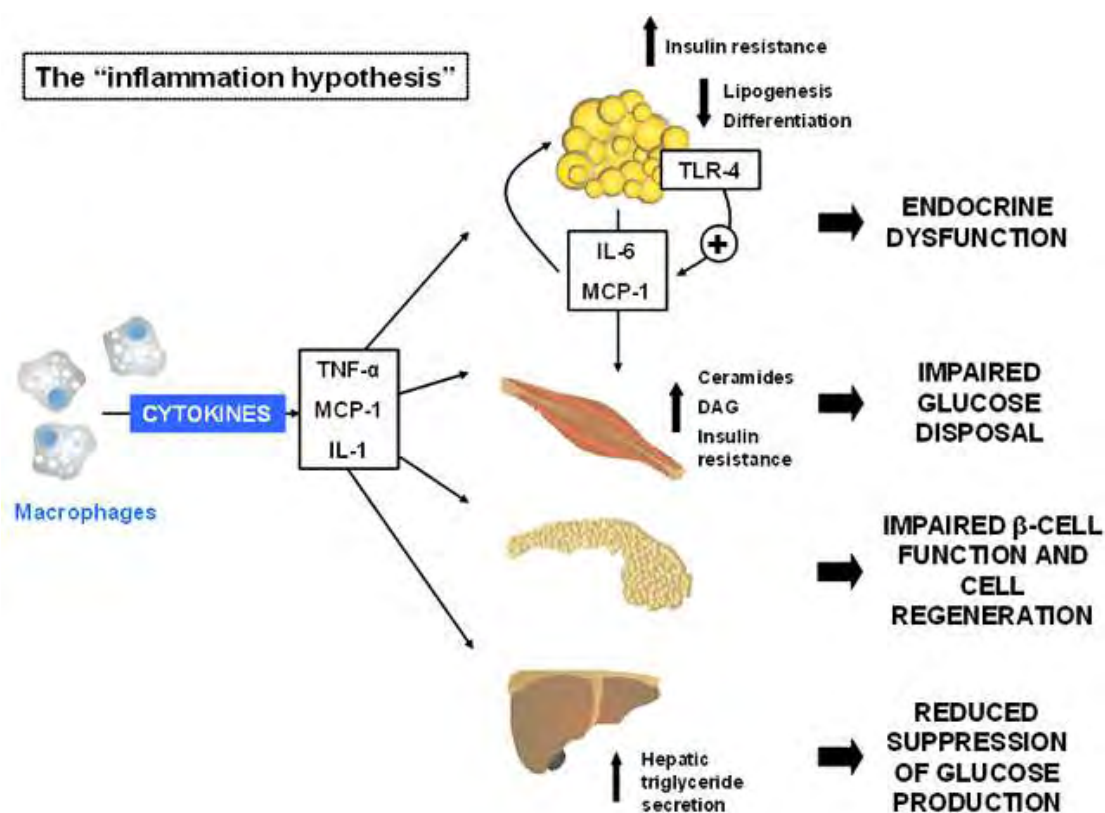 The “inflammation hypothesis”
Insulin resistance
Lipogenesis
Differentiation
TLR-4
+
IL-6
MCP-1
ENDOCRINE
DYSFUNCTION
Macrophages
CYTOKINES
TNF-α
MCP-1
IL-1
Ceramides
DAG
Insulin
resistance
IMPAIRED
GLUCOSE
DISPOSAL
IMPAIRED β-CELL
FUNCTION AND
CELL
REGENERATION
Hepatic
triglyceride
secretion
REDUCED
SUPPRESSION
OF GLUCOSE
PRODUCTION